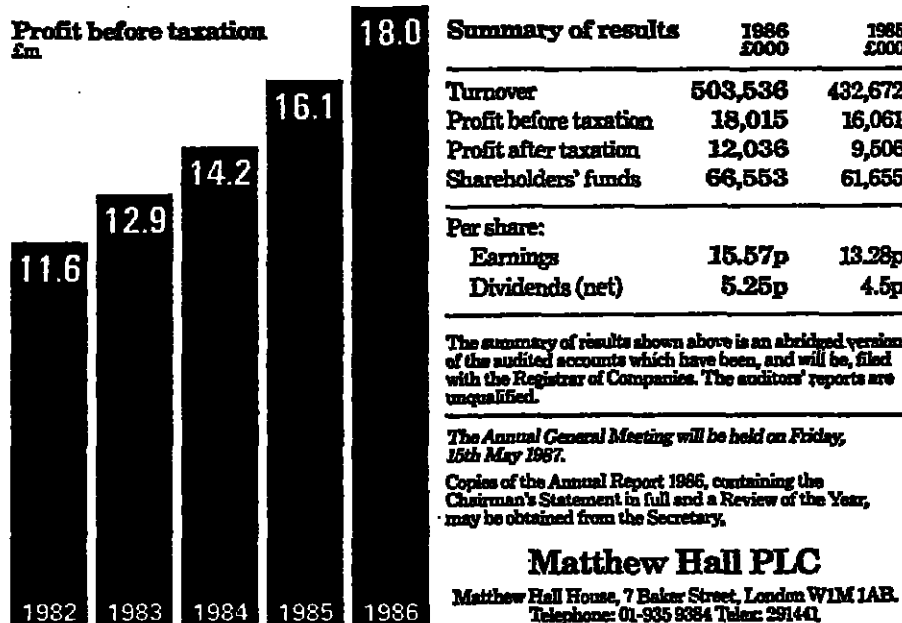 Profit before taxation
£m
11.6
12.9
14.2
16.1
18.0
1982 1983 1984 1985 1986
Summary of results 1986 1985
£000 £000
Turnover 503,536 432,672
Profit before taxation 18,015 16,061
Profit after taxation 12,036 9,506
Shareholders' funds 66,553 61,655
Per share:
Earnings 15.57p 13.28p
Dividends (net) 5.25p 4.5p
The summary of results shown above is an abridged version
of the audited accounts which have been, and will be, filed
with the Registrar of Companies. The auditors' reports are
unqualified.
The Annual General Meeting will be held on Friday,
15th May 1987.
Copies of the Annual Report 1986, containing the
Chairman's Statement in full and a Review of the Year,
may be obtained from the Secretary,
Matthew Hall PLC
Matthew Hall House, 7 Baker Street, London W1M 1AB.
Telephone: 01-935 9384 Telex: 291441